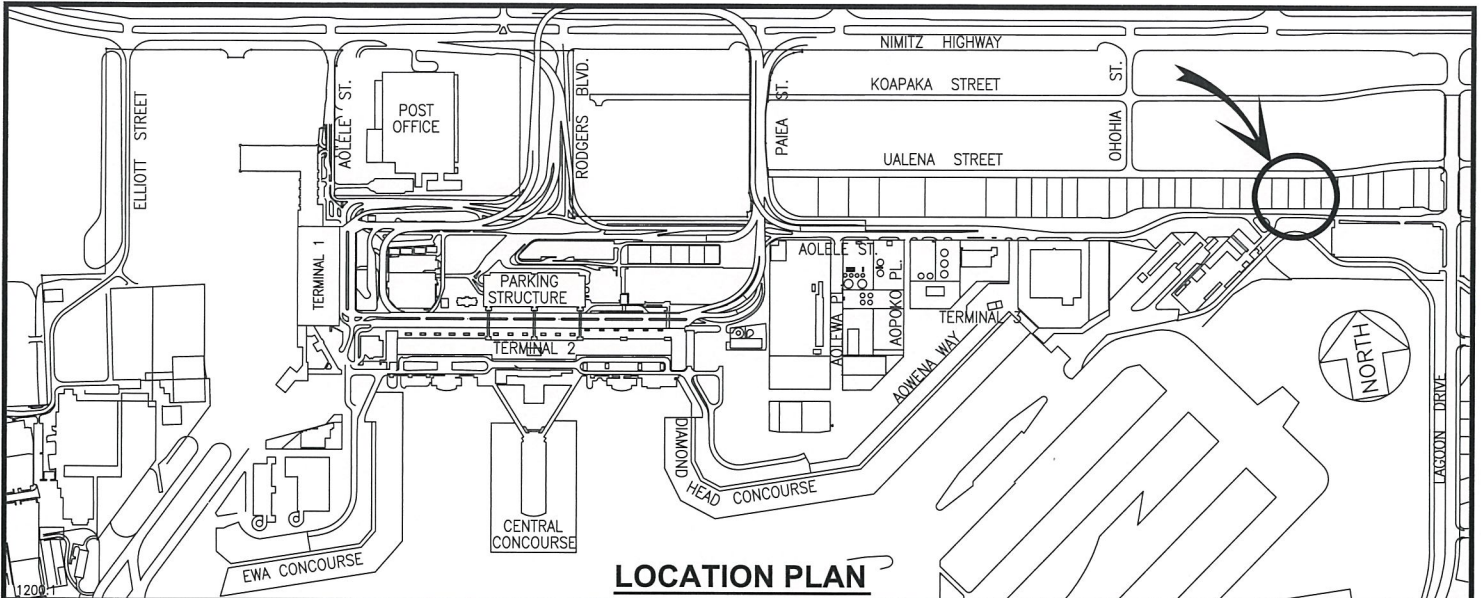 NIMITZ HIGHWAY
KOAPAKA STREET
UALENA STREET
ELLIOTT STREET
AOLELE ST.
POST
OFFICE
RODGERS BLVD.
PAIEA ST.
OHOHIA ST.
TERMINAL 1
PARKING
STRUCTURE
TERMINAL 2
AOLELE ST.
AOLEWA PL.
AOPOKO PL.
TERMINAL 3
AOWENA WAY
NORTH
LAGOON DRIVE
DIAMOND
HEAD CONCOURSE
CENTRAL
CONCOURSE
EWA CONCOURSE
LOCATION PLAN
1200:1